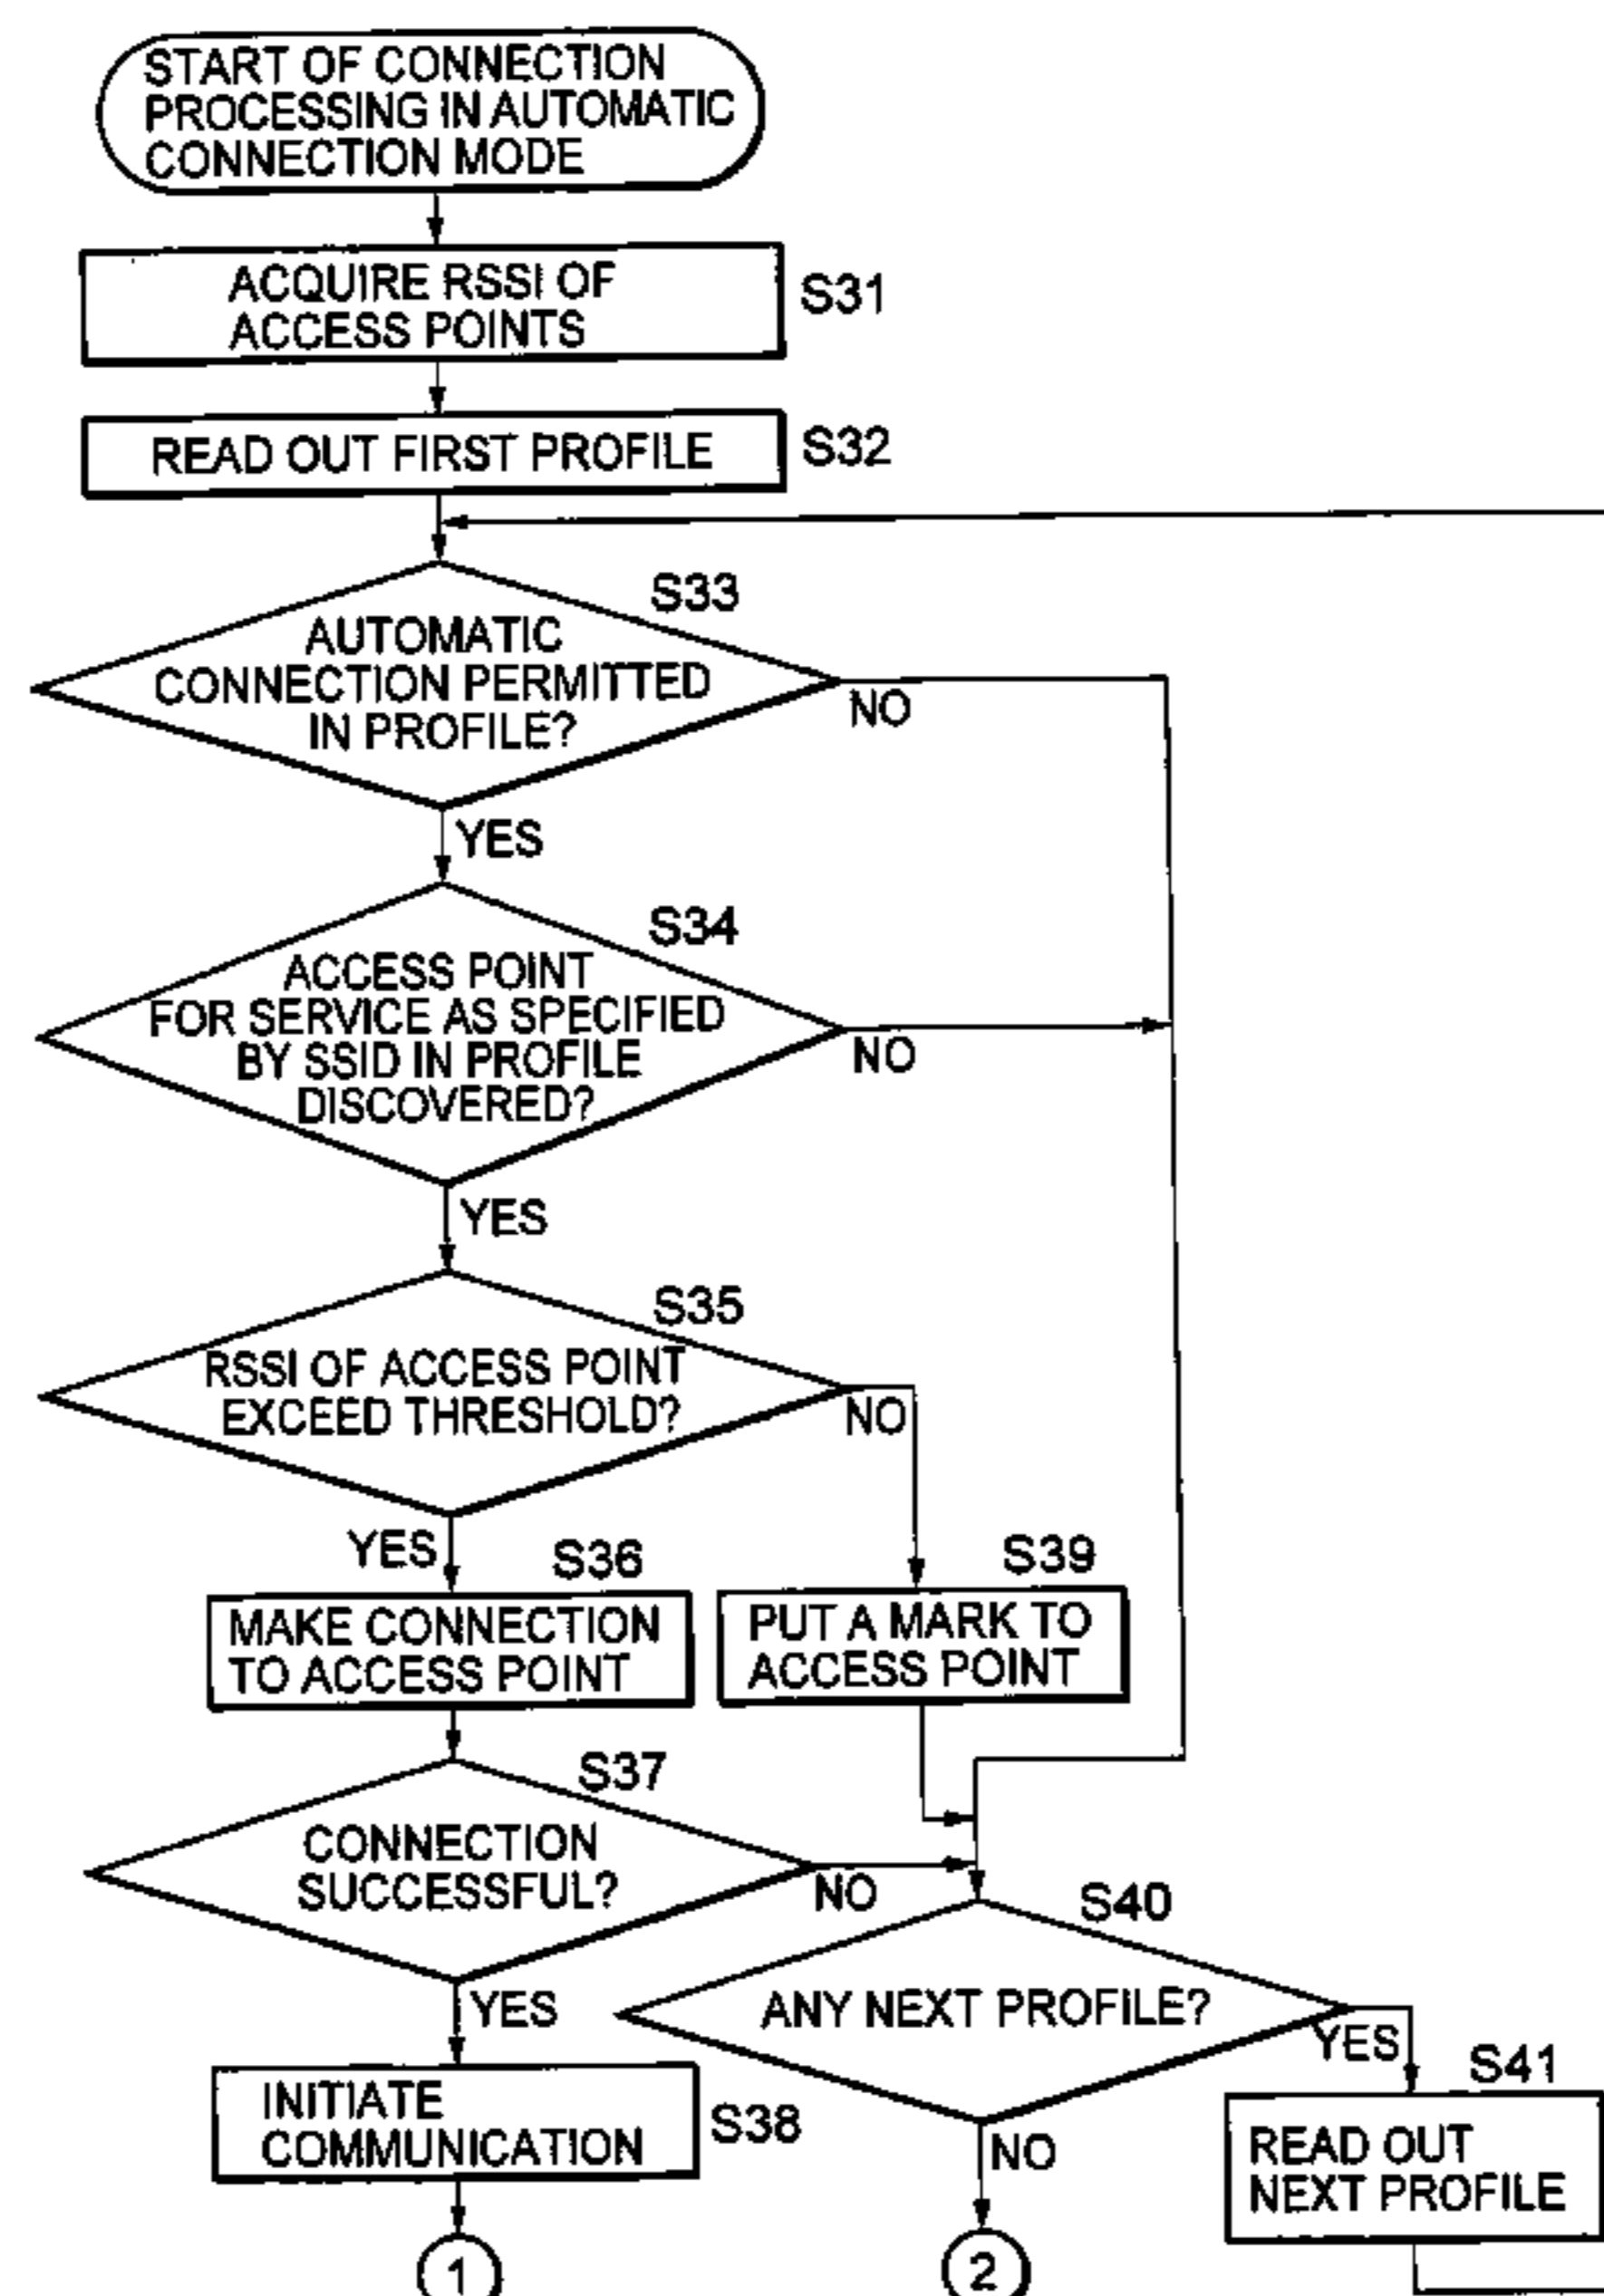 START OF CONNECTION
PROCESSING IN AUTOMATIC
CONNECTION MODE
ACQUIRE RSSI OF
ACCESS POINTS
S31
READ OUT FIRST PROFILE
S32
S33
AUTOMATIC
CONNECTION PERMITTED
IN PROFILE?
NO
YES
S34
ACCESS POINT
FOR SERVICE AS SPECIFIED
BY SSID IN PROFILE
DISCOVERED?
NO
YES
S35
RSSI OF ACCESS POINT
EXCEED THRESHOLD?
NO
YES
S36
MAKE CONNECTION
TO ACCESS POINT
S39
PUT A MARK TO
ACCESS POINT
S37
CONNECTION
SUCCESSFUL?
NO
YES
S40
ANY NEXT PROFILE?
YES
NO
S38
INITIATE
COMMUNICATION
S41
READ OUT
NEXT PROFILE
1
2